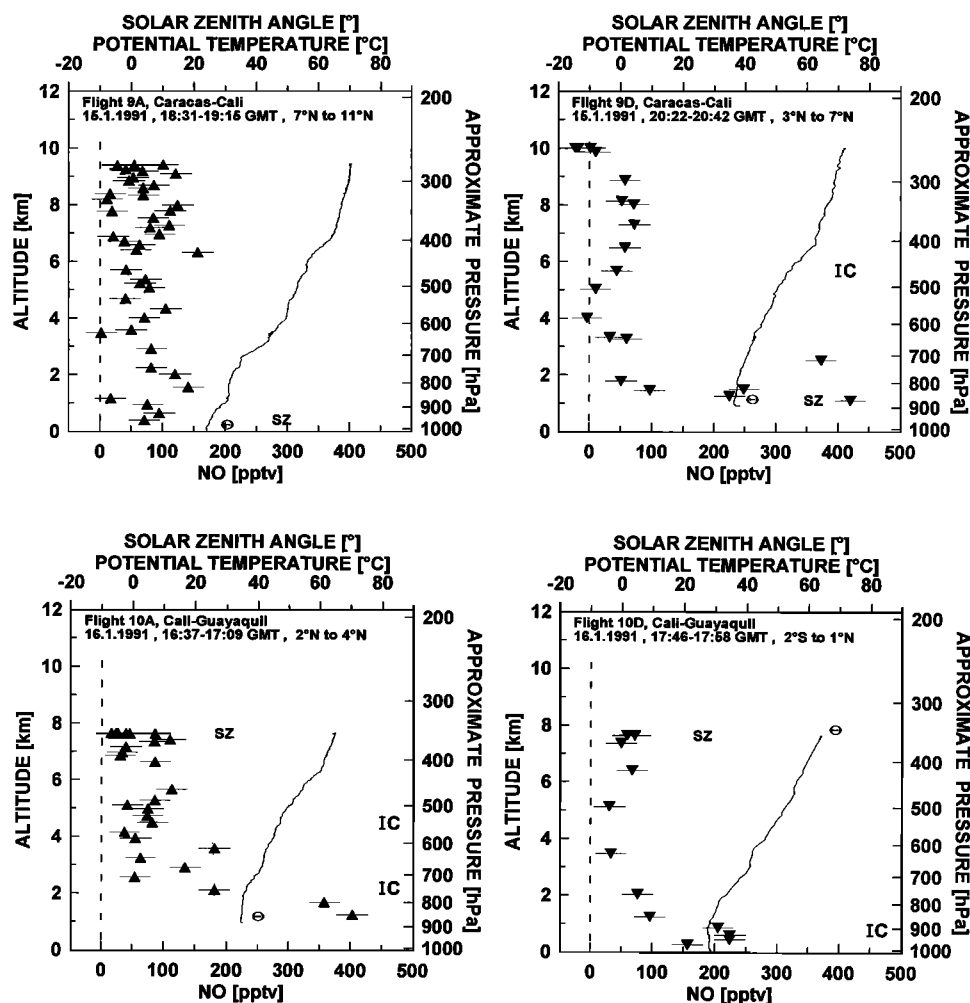 SOLAR ZENITH ANGLE [°]
POTENTIAL TEMPERATURE [°C]
-20 0 20 40 60 80
Flight 9A, Caracas-Cali
15.1.1991 , 18:31-19:15 GMT , 7°N to 11°N
ALTITUDE [km]
12
10
8
6
4
2
0
APPROXIMATE PRESSURE [hPa]
200
300
400
500
600
700
800
900
1000
Θ SZ
0 100 200 300 400 500
NO [pptv]
SOLAR ZENITH ANGLE [°]
POTENTIAL TEMPERATURE [°C]
-20 0 20 40 60 80
Flight 9D, Caracas-Cali
15.1.1991 , 20:22-20:42 GMT , 3°N to 7°N
ALTITUDE [km]
12
10
8
6
4
2
0
APPROXIMATE PRESSURE [hPa]
200
300
400
500
600
700
800
900
1000
IC
Θ SZ
0 100 200 300 400 500
NO [pptv]
SOLAR ZENITH ANGLE [°]
POTENTIAL TEMPERATURE [°C]
-20 0 20 40 60 80
Flight 10A, Cali-Guayaquil
16.1.1991 , 16:37-17:09 GMT , 2°N to 4°N
ALTITUDE [km]
12
10
8
6
4
2
0
APPROXIMATE PRESSURE [hPa]
200
300
400
500
600
700
800
900
1000
SZ
IC
IC
Θ
0 100 200 300 400 500
NO [pptv]
SOLAR ZENITH ANGLE [°]
POTENTIAL TEMPERATURE [°C]
-20 0 20 40 60 80
Flight 10D, Cali-Guayaquil
16.1.1991 , 17:46-17:58 GMT , 2°S to 1°N
ALTITUDE [km]
12
10
8
6
4
2
0
APPROXIMATE PRESSURE [hPa]
200
300
400
500
600
700
800
900
1000
SZ Θ
IC
0 100 200 300 400 500
NO [pptv]